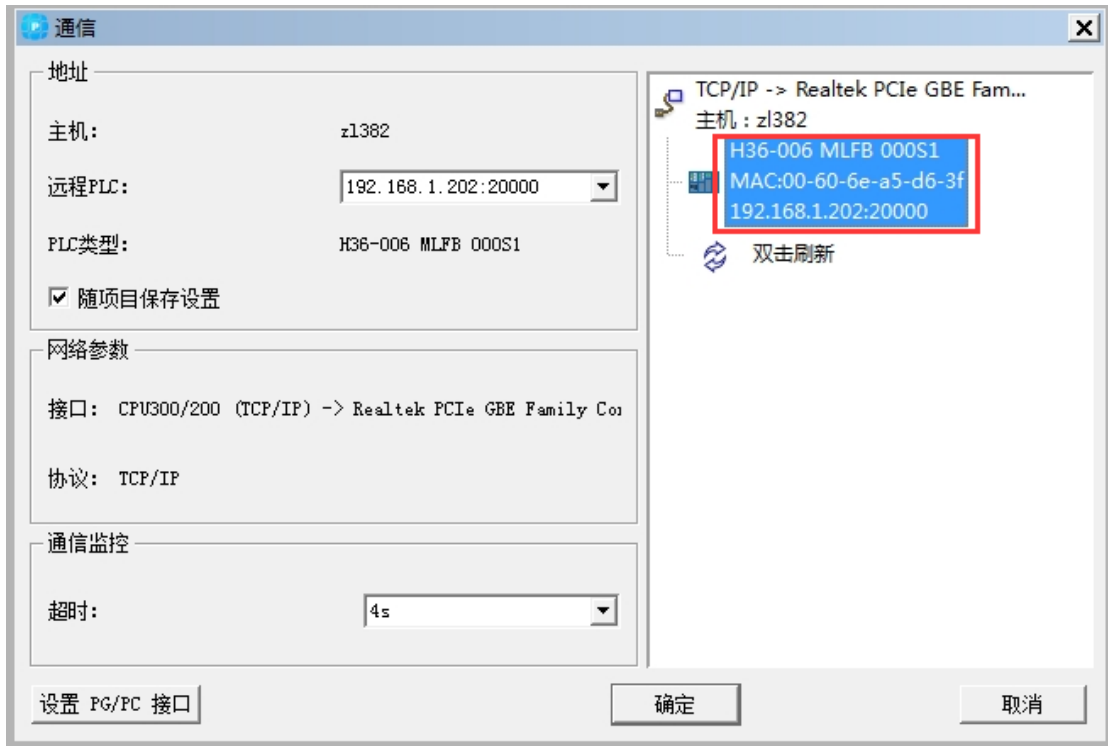 通信
地址
主机: zl382
远程PLC: 192.168.1.202:20000
PLC类型: H36-006 MLFB 000S1
随项目保存设置
网络参数
接口: CPU300/200 (TCP/IP) -> Realtek PCIe GBE Family Co
协议: TCP/IP
通信监控
超时: 4s
设置 PG/PC 接口
TCP/IP -> Realtek PCIe GBE Fam...
主机 : zl382
H36-006 MLFB 000S1
MAC:00-60-6e-a5-d6-3f
192.168.1.202:20000
双击刷新
确定
取消